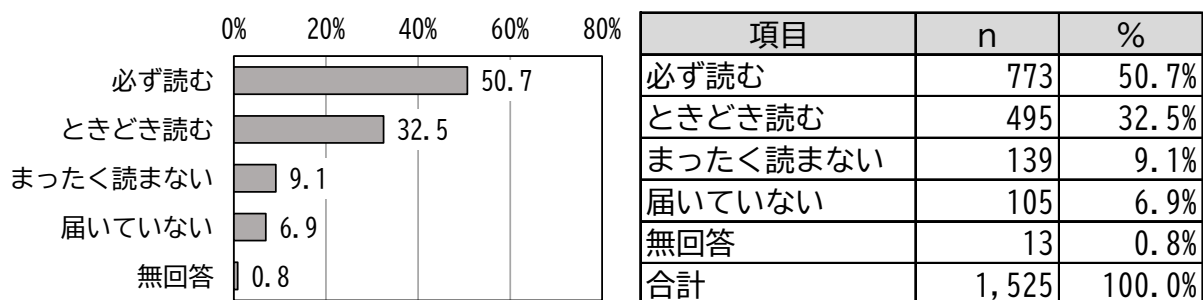 0% 20% 40% 60% 80%
必ず読む 50.7
ときどき読む 32.5
まったく読まない 9.1
届いていない 6.9
無回答 0.8
項目 n %
必ず読む 773 50.7%
ときどき読む 495 32.5%
まったく読まない 139 9.1%
届いていない 105 6.9%
無回答 13 0.8%
合計 1,525 100.0%